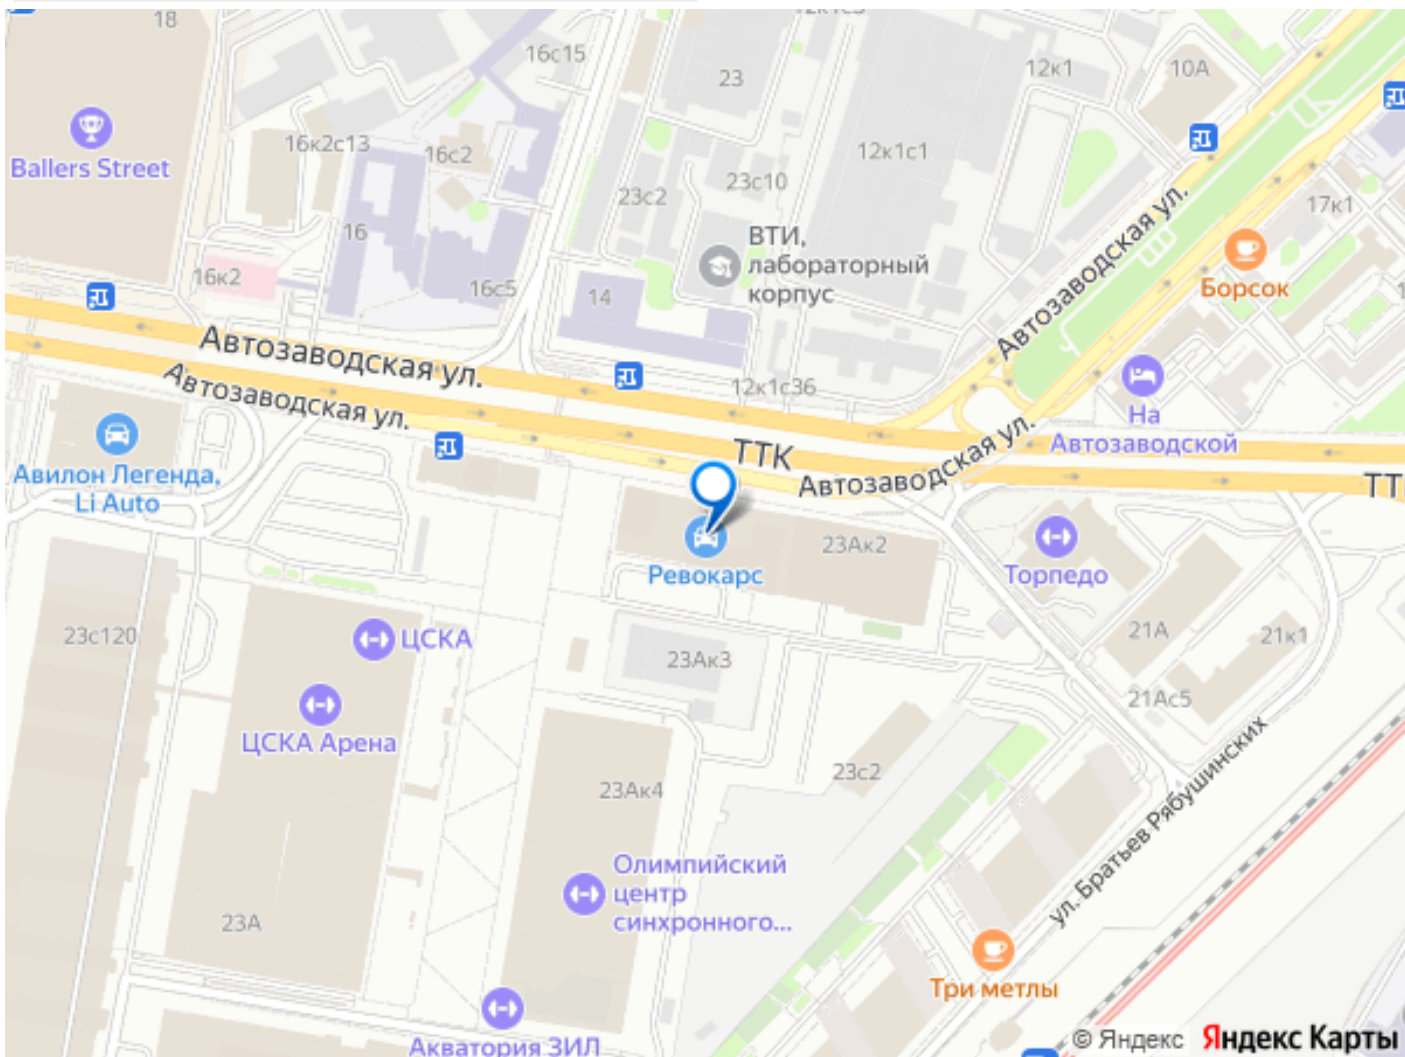 18
2к1с3
16с15
23
12к1
10А
Ballers Street
16к2с13
16с2
12к1с1
23с2
23с10
17к1
16
ВТИ,
лабораторный
корпус
Автозаводская ул.
Борсок
16к2
16с5
14
Автозаводская ул.
Автозаводская ул.
12к1с36
На
Автозаводской
ТТК
Автозаводская ул.
ТТ
Авилон Легенда,
Li Auto
23Ак2
Ревокарс
Торпедо
23с120
ЦСКА
23Ак3
21А
21к1
21Ас5
ЦСКА Арена
23Ак4
23с2
ул. Братьев Рябушинских
Олимпийский
центр
синхронного...
23А
Три метлы
Акватория ЗИЛ
© Яндекс Яндекс Карты